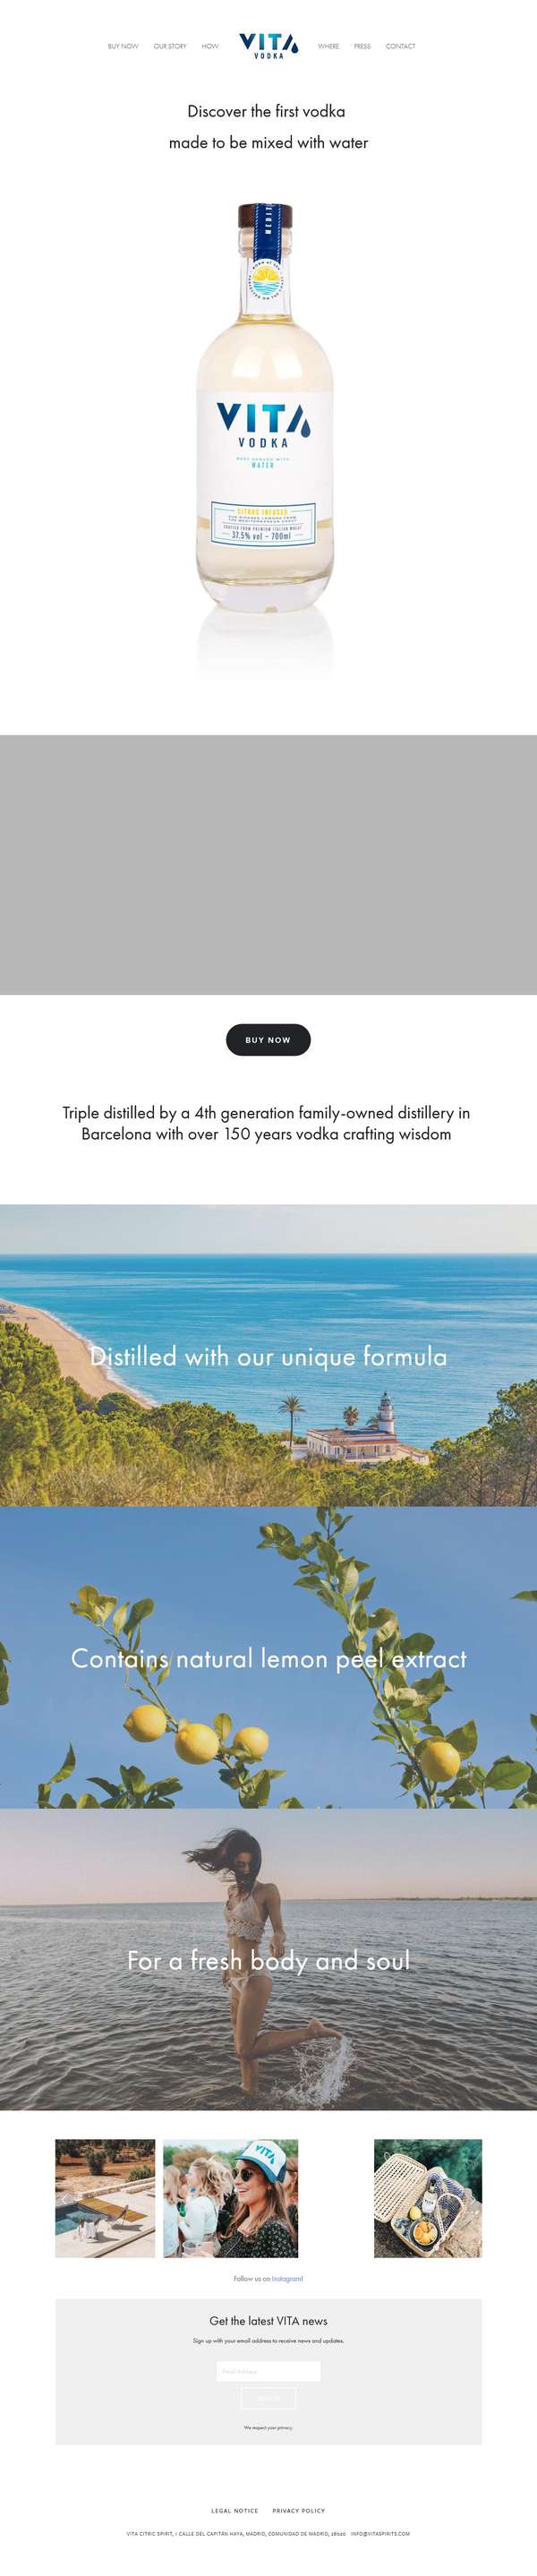 BUY NOW OUR STORY HOW VITA VODKA WHERE PRESS CONTACT
Discover the first vodka
made to be mixed with water
MEDIT
VITA
VODKA
WATER
CITRUS INFUSED
37.5% vol - 700ml
BUY NOW
Triple distilled by a 4th generation family-owned distillery in
Barcelona with over 150 years vodka crafting wisdom
Distilled with our unique formula
Contains natural lemon peel extract
For a fresh body and soul
VITA
Follow us on Instagram!
Get the latest VITA news
Sign up with your email address to receive news and updates.
Email Address
We respect your privacy.
LEGAL NOTICE PRIVACY POLICY
VITA CITRIC SPIRIT, 1 CALLE DEL CAPITÁN HAYA, MADRID, COMUNIDAD DE MADRID, 28020 INFO@VITASPIRITS.COM